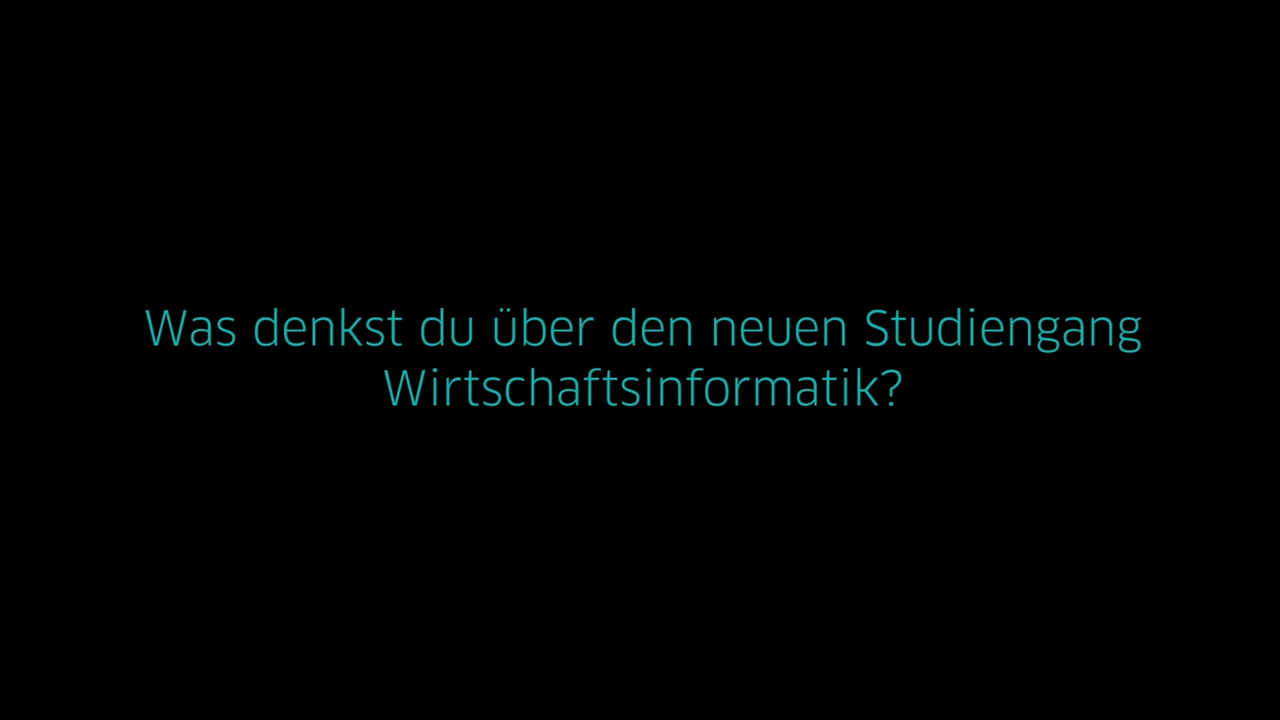 Was denkst du über den neuen Studiengang
Wirtschaftsinformatik?